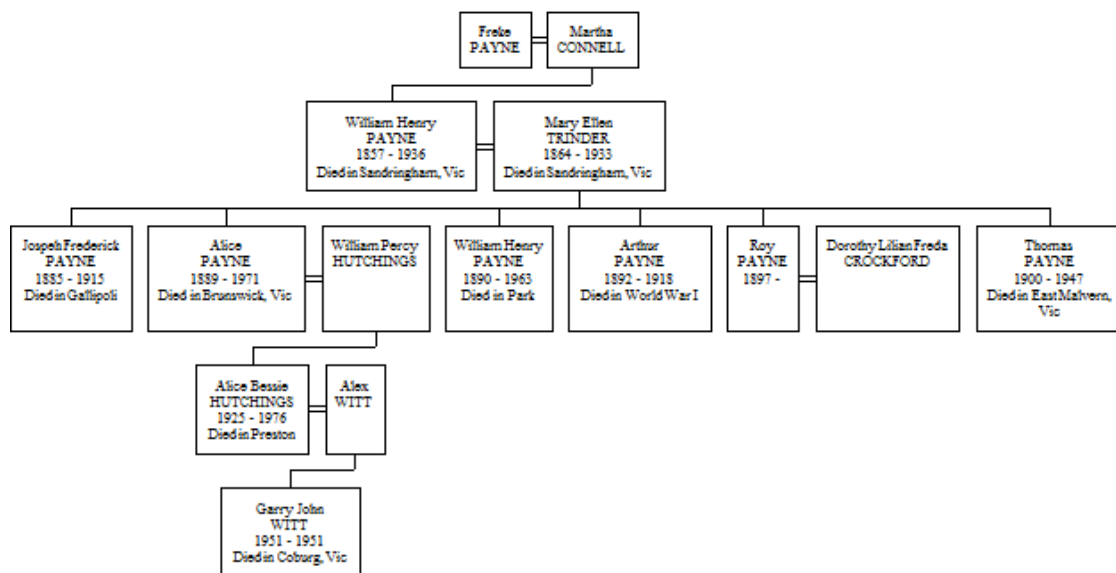 Freke
PAYNE
Martha
CONNELL
William Henry
PAYNE
1857 - 1936
Died in Sandringham, Vic
Mary Ellen
TRINDER
1864 - 1933
Died in Sandringham, Vic
Jospeh Frederick
PAYNE
1885 - 1915
Died in Gallipoli
Alice
PAYNE
1889 - 1971
Died in Brunswick, Vic
William Percy
HUTCHINGS
William Henry
PAYNE
1890 - 1963
Died in Park
Arthur
PAYNE
1892 - 1918
Died in World War I
Roy
PAYNE
1897 -
Dorothy Lilian Freda
CROCKFORD
Thomas
PAYNE
1900 - 1947
Died in East Malvern,
Vic
Alice Bessie
HUTCHINGS
1925 - 1976
Died in Preston
Alex
WITT
Garry John
WITT
1951 - 1951
Died in Coburg, Vic